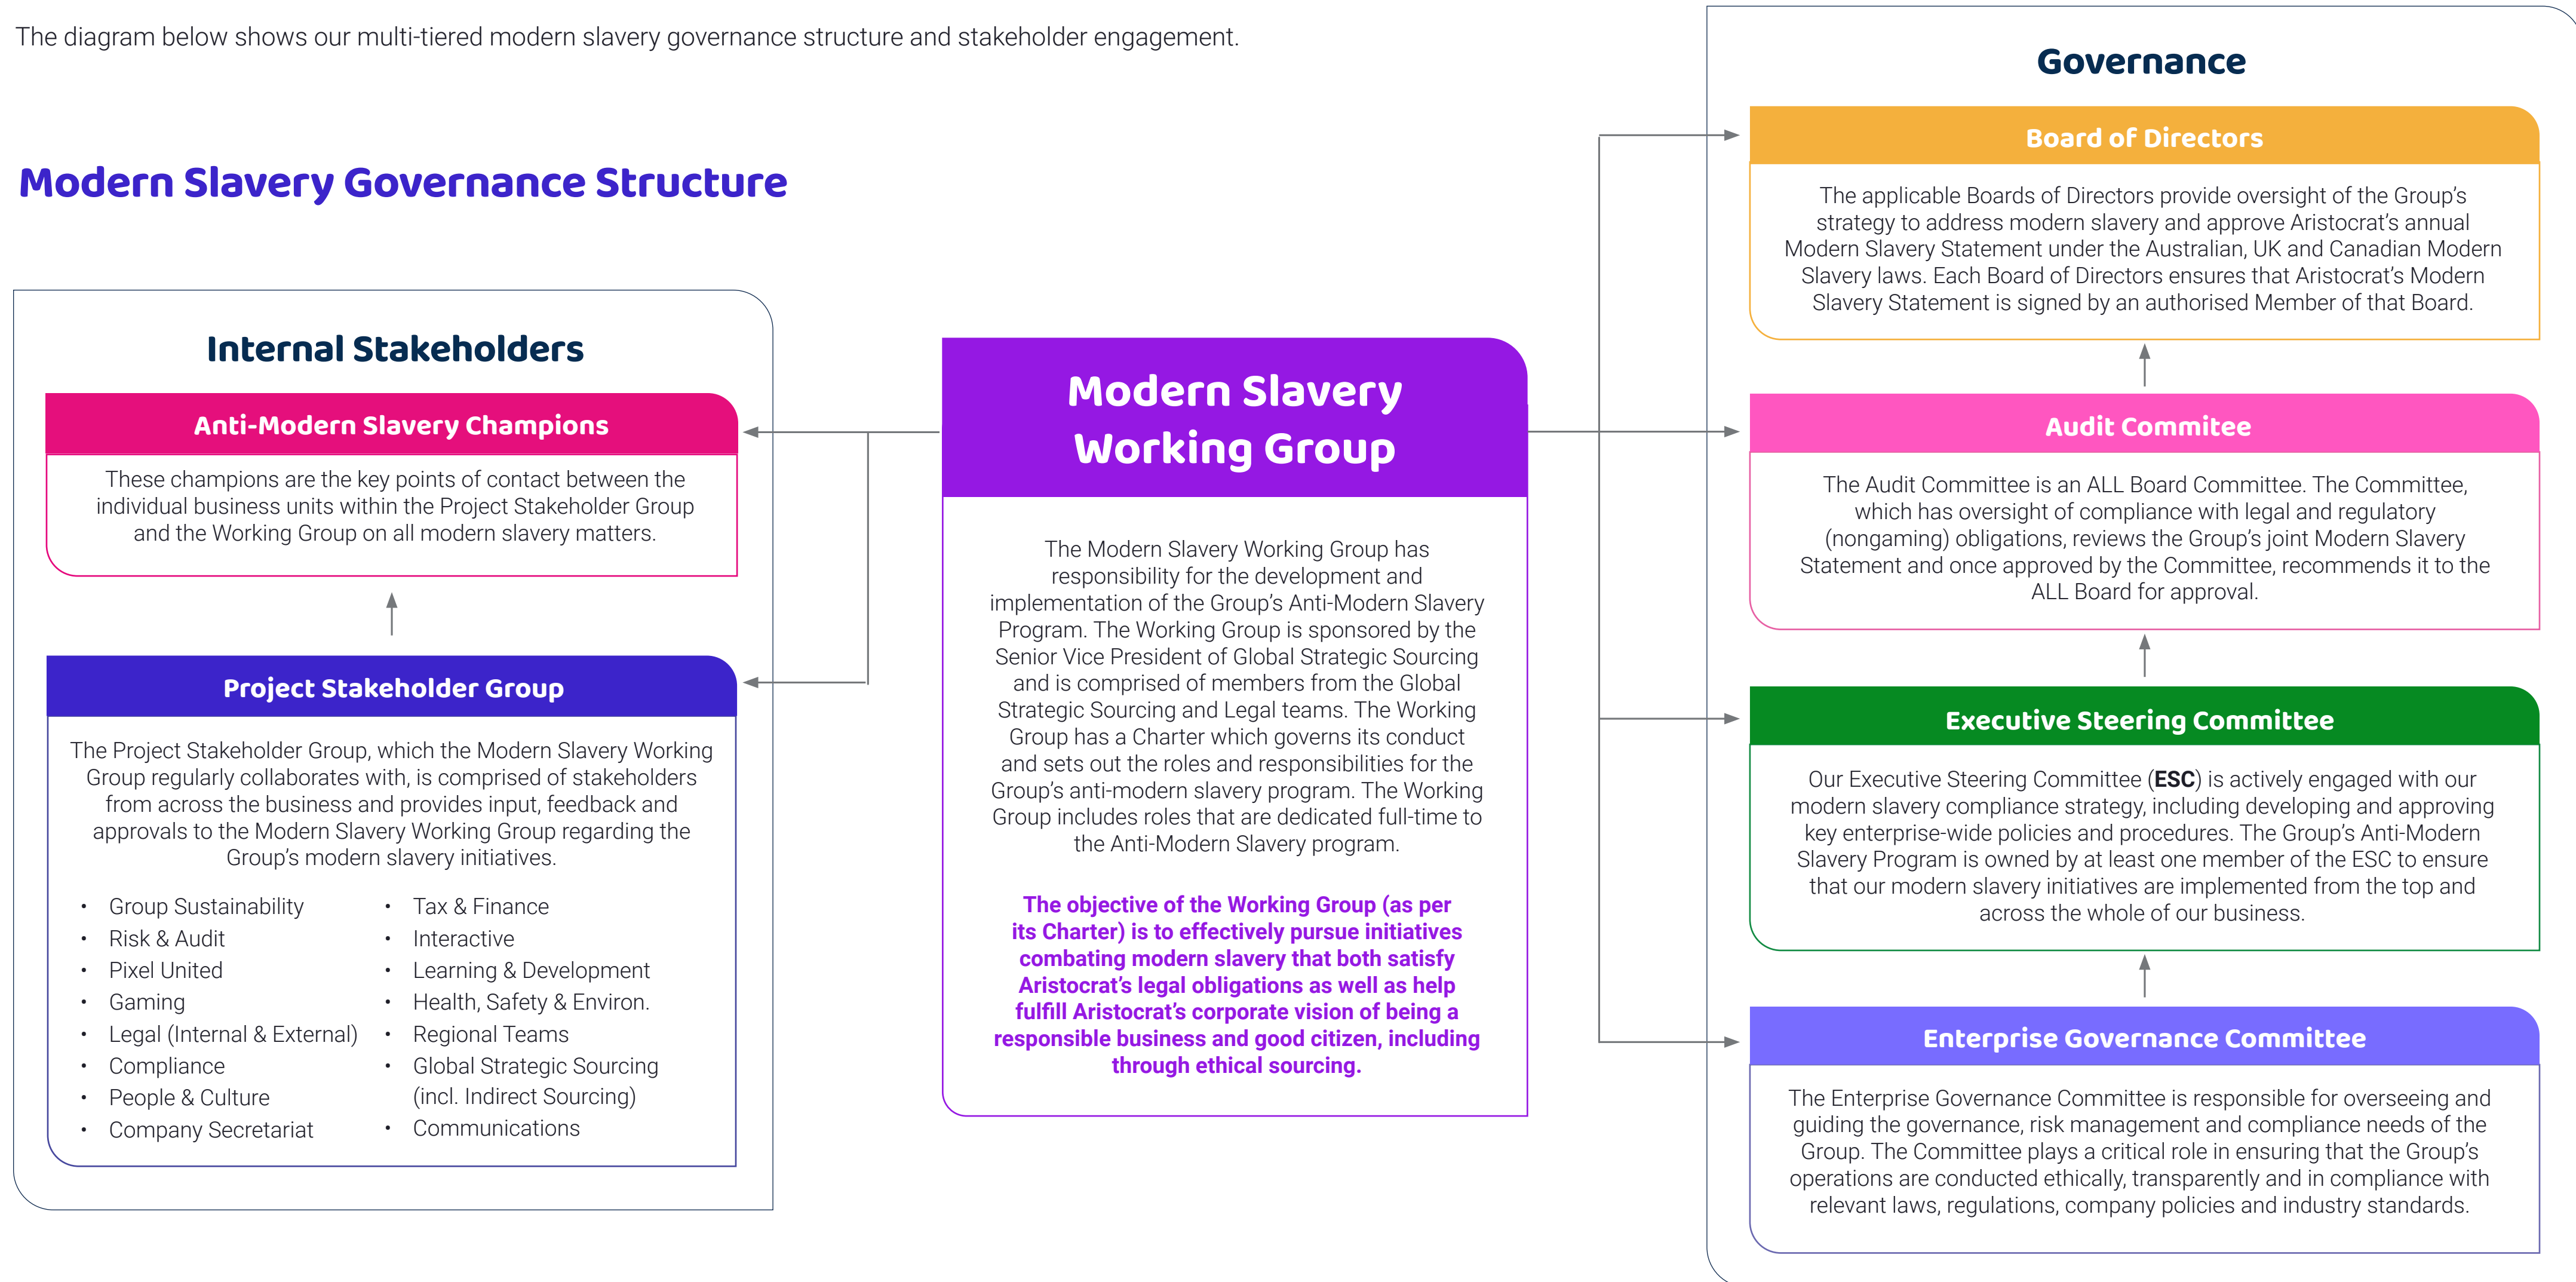 The diagram below shows our multi-tiered modern slavery governance structure and stakeholder engagement.
Modern Slavery Governance Structure
Internal Stakeholders
Anti-Modern Slavery Champions
These champions are the key points of contact between the
individual business units within the Project Stakeholder Group
and the Working Group on all modern slavery matters.
Project Stakeholder Group
The Project Stakeholder Group, which the Modern Slavery Working
Group regularly collaborates with, is comprised of stakeholders
from across the business and provides input, feedback and
approvals to the Modern Slavery Working Group regarding the
Group’s modern slavery initiatives.
• Group Sustainability
• Risk & Audit
• Pixel United
• Gaming
• Legal (Internal & External)
• Compliance
• People & Culture
• Company Secretariat
• Tax & Finance
• Interactive
• Learning & Development
• Health, Safety & Environ.
• Regional Teams
• Global Strategic Sourcing
(incl. Indirect Sourcing)
• Communications
Modern Slavery
Working Group
The Modern Slavery Working Group has
responsibility for the development and
implementation of the Group’s Anti-Modern Slavery
Program. The Working Group is sponsored by the
Senior Vice President of Global Strategic Sourcing
and is comprised of members from the Global
Strategic Sourcing and Legal teams. The Working
Group has a Charter which governs its conduct
and sets out the roles and responsibilities for the
Group’s anti-modern slavery program. The Working
Group includes roles that are dedicated full-time to
the Anti-Modern Slavery program.
The objective of the Working Group (as per
its Charter) is to effectively pursue initiatives
combating modern slavery that both satisfy
Aristocrat’s legal obligations as well as help
fulfill Aristocrat’s corporate vision of being a
responsible business and good citizen, including
through ethical sourcing.
Governance
Board of Directors
The applicable Boards of Directors provide oversight of the Group’s
strategy to address modern slavery and approve Aristocrat’s annual
Modern Slavery Statement under the Australian, UK and Canadian Modern
Slavery laws. Each Board of Directors ensures that Aristocrat’s Modern
Slavery Statement is signed by an authorised Member of that Board.
Audit Commitee
The Audit Committee is an ALL Board Committee. The Committee,
which has oversight of compliance with legal and regulatory
(nongaming) obligations, reviews the Group’s joint Modern Slavery
Statement and once approved by the Committee, recommends it to the
ALL Board for approval.
Executive Steering Committee
Our Executive Steering Committee (ESC) is actively engaged with our
modern slavery compliance strategy, including developing and approving
key enterprise-wide policies and procedures. The Group’s Anti-Modern
Slavery Program is owned by at least one member of the ESC to ensure
that our modern slavery initiatives are implemented from the top and
across the whole of our business.
Enterprise Governance Committee
The Enterprise Governance Committee is responsible for overseeing and
guiding the governance, risk management and compliance needs of the
Group. The Committee plays a critical role in ensuring that the Group’s
operations are conducted ethically, transparently and in compliance with
relevant laws, regulations, company policies and industry standards.